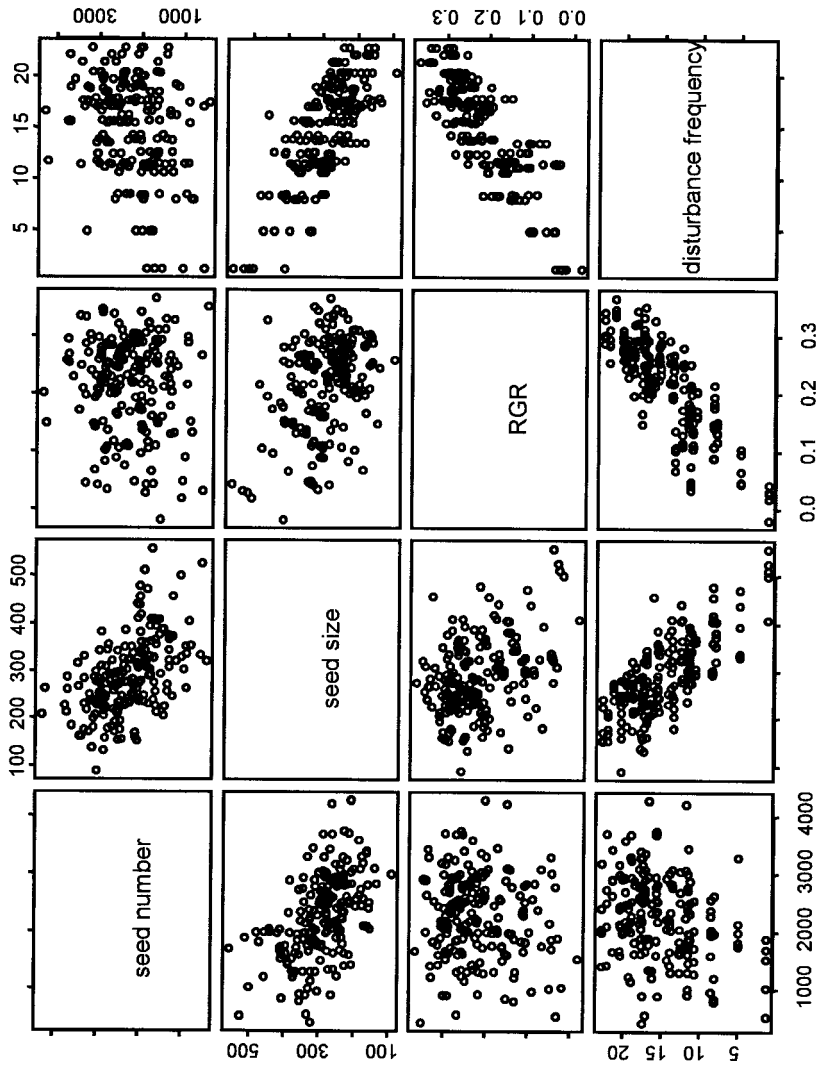 3000 1000
0.3 0.2 0.1 0.0
5 10 15 20
disturbance frequency
RGR
0.0 0.1 0.2 0.3
100 200 300 400 500
seed size
seed number
500 300 100
20 15 10 5
1000 2000 3000 4000